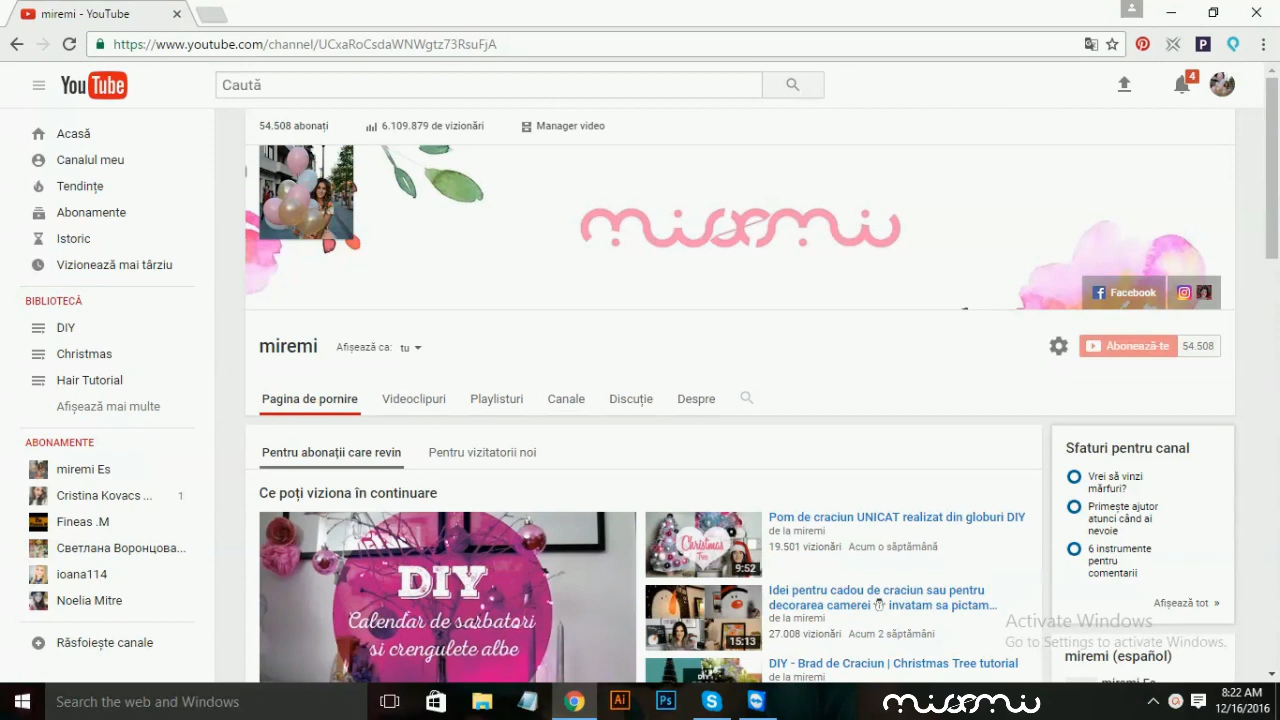 miremi - YouTube
https://www.youtube.com/channel/UCxaRoCsdaWNWgtz73RsuFjA
YouTube
Caută
4
54.508 abonați
6.109.879 de vizionări
Manager video
Acasă
Canalul meu
Tendințe
Abonamente
Istoric
Vizionează mai târziu
BIBLIOTECĂ
DIY
Christmas
Hair Tutorial
Afișează mai multe
ABONAMENTE
miremi Es
Cristina Kovacs ... 1
Fineas .M
Светлана Воронцова...
ioana114
Noelia Mitre
Răsfoiește canale
miremi
Facebook
miremi
Afișează ca: tu
Abonează-te 54.508
Pagina de pornire
Videoclipuri
Playlisturi
Canale
Discuție
Despre
Pentru abonații care revin
Pentru vizitatorii noi
Ce poți viziona în continuare
DIY
Calendar de sarbatori
si crengulete albe
Christmas
Tree
9:52
Pom de craciun UNICAT realizat din globuri DIY
de la miremi
19.501 vizionări Acum o săptămână
15:13
Idei pentru cadou de craciun sau pentru
decorarea camerei ☃ invatam sa pictam...
de la miremi
27.008 vizionări Acum 2 săptămâni
DIY
DIY - Brad de Craciun | Christmas Tree tutorial
Sfaturi pentru canal
Vrei să vinzi
mărfuri?
Primește ajutor
atunci când ai
nevoie
6 instrumente
pentru
comentarii
Afișează tot »
Activate Windows
Go to Settings to activate Windows.
miremi (español)
Search the web and Windows
Ai
Ps
miremi
8:22 AM
12/16/2016